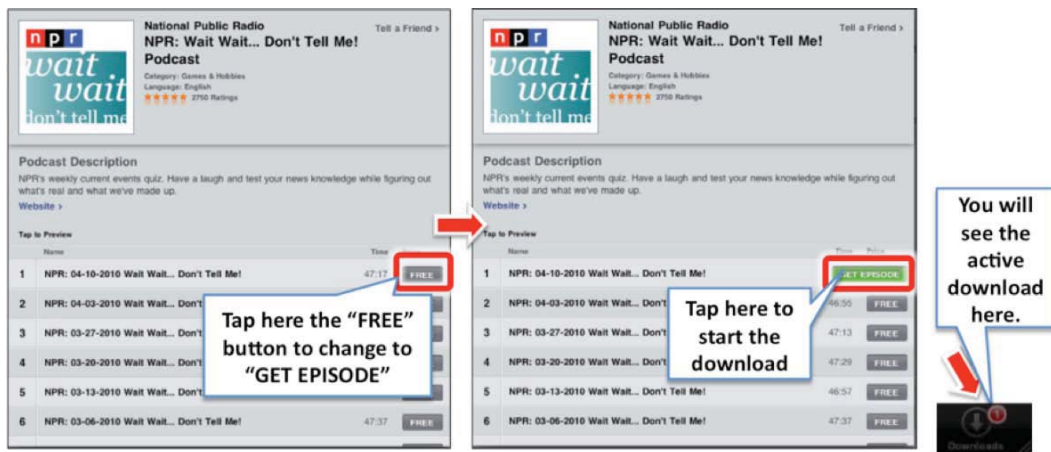 npr
wait
wait
don't tell me
National Public Radio
NPR: Wait Wait... Don't Tell Me!
Podcast
Category: Games & Hobbies
Language: English
2750 Ratings
Tell a Friend >
Podcast Description
NPR's weekly current events quiz. Have a laugh and test your news knowledge while figuring out
what's real and what we've made up.
Website >
Tap to Preview
Name Time
1 NPR: 04-10-2010 Wait Wait... Don't Tell Me! 47:17 FREE
2 NPR: 04-03-2010 Wait Wait... Don't
3 NPR: 03-27-2010 Wait Wait... Don't
4 NPR: 03-20-2010 Wait Wait... Don't
5 NPR: 03-13-2010 Wait Wait... Don't
6 NPR: 03-06-2010 Wait Wait... Don't Tell Me! 47:37 FREE
Tap here the “FREE”
button to change to
“GET EPISODE”
npr
wait
wait
don't tell me
National Public Radio
NPR: Wait Wait... Don't Tell Me!
Podcast
Category: Games & Hobbies
Language: English
2750 Ratings
Tell a Friend >
Podcast Description
NPR's weekly current events quiz. Have a laugh and test your news knowledge while figuring out
what's real and what we've made up.
Website >
Tap to Preview
Name Time Price
1 NPR: 04-10-2010 Wait Wait... Don't Tell Me! GET EPISODE
2 NPR: 04-03-2010 Wait Wait... Don't 46:55 FREE
3 NPR: 03-27-2010 Wait Wait... Don't 47:13 FREE
4 NPR: 03-20-2010 Wait Wait... Don't 47:29 FREE
5 NPR: 03-13-2010 Wait Wait... Don't Tell Me! 46:57 FREE
6 NPR: 03-06-2010 Wait Wait... Don't Tell Me! 47:37 FREE
Tap here to
start the
download
You will
see the
active
download
here.
1
Downloads